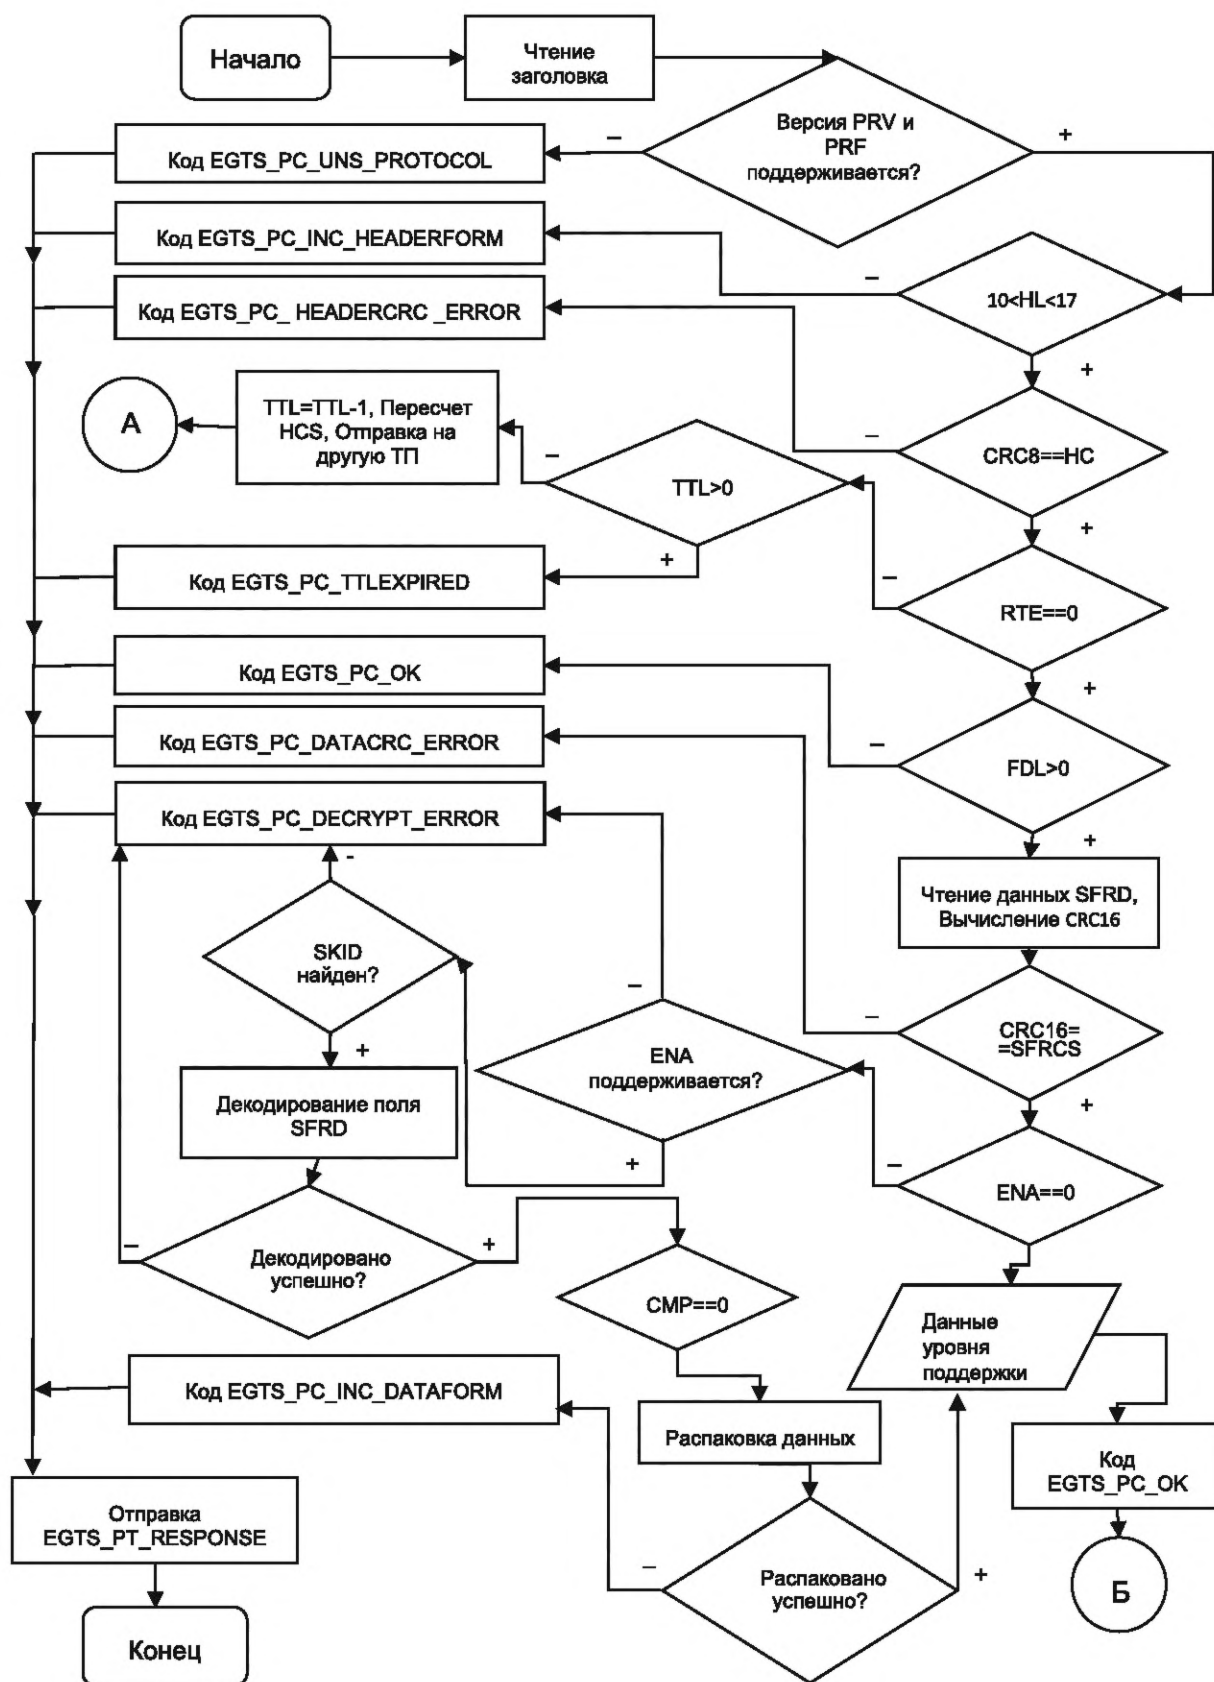 Начало
Чтение
заголовка
Версия PRV и
PRF
поддерживается?
–
+
Код EGTS_PC_UNS_PROTOCOL
Код EGTS_PC_INC_HEADERFORM
–
10<HL<17
Код EGTS_PC_ HEADERCRC _ERROR
+
А
TTL=TTL-1, Пересчет
HCS, Отправка на
другую ТП
–
TTL>0
–
CRC8==HC
+
+
Код EGTS_PC_TTLEXPIRED
–
RTE==0
Код EGTS_PC_OK
+
Код EGTS_PC_DATACRC_ERROR
–
FDL>0
Код EGTS_PC_DECRYPT_ERROR
+
-
Чтение данных SFRD,
Вычисление CRC16
SKID
найден?
–
–
CRC16=
=SFRCS
+
ENA
поддерживается?
+
Декодирование поля
SFRD
+
–
ENA==0
–
Декодировано
успешно?
+
CMP==0
Данные
уровня
поддержки
Код EGTS_PC_INC_DATAFORM
Распаковка данных
Код
EGTS_PC_OK
Отправка
EGTS_PT_RESPONSE
–
Распаковано
успешно?
+
Б
Конец